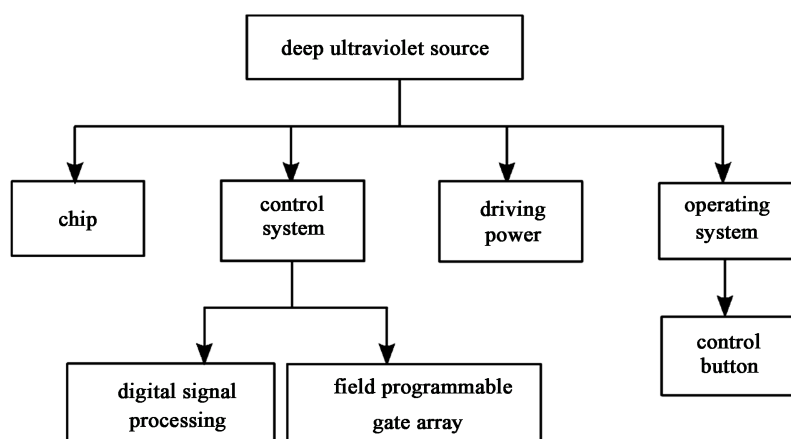 deep ultraviolet source
chip
control
system
driving
power
operating
system
digital signal
processing
field programmable
gate array
control
button